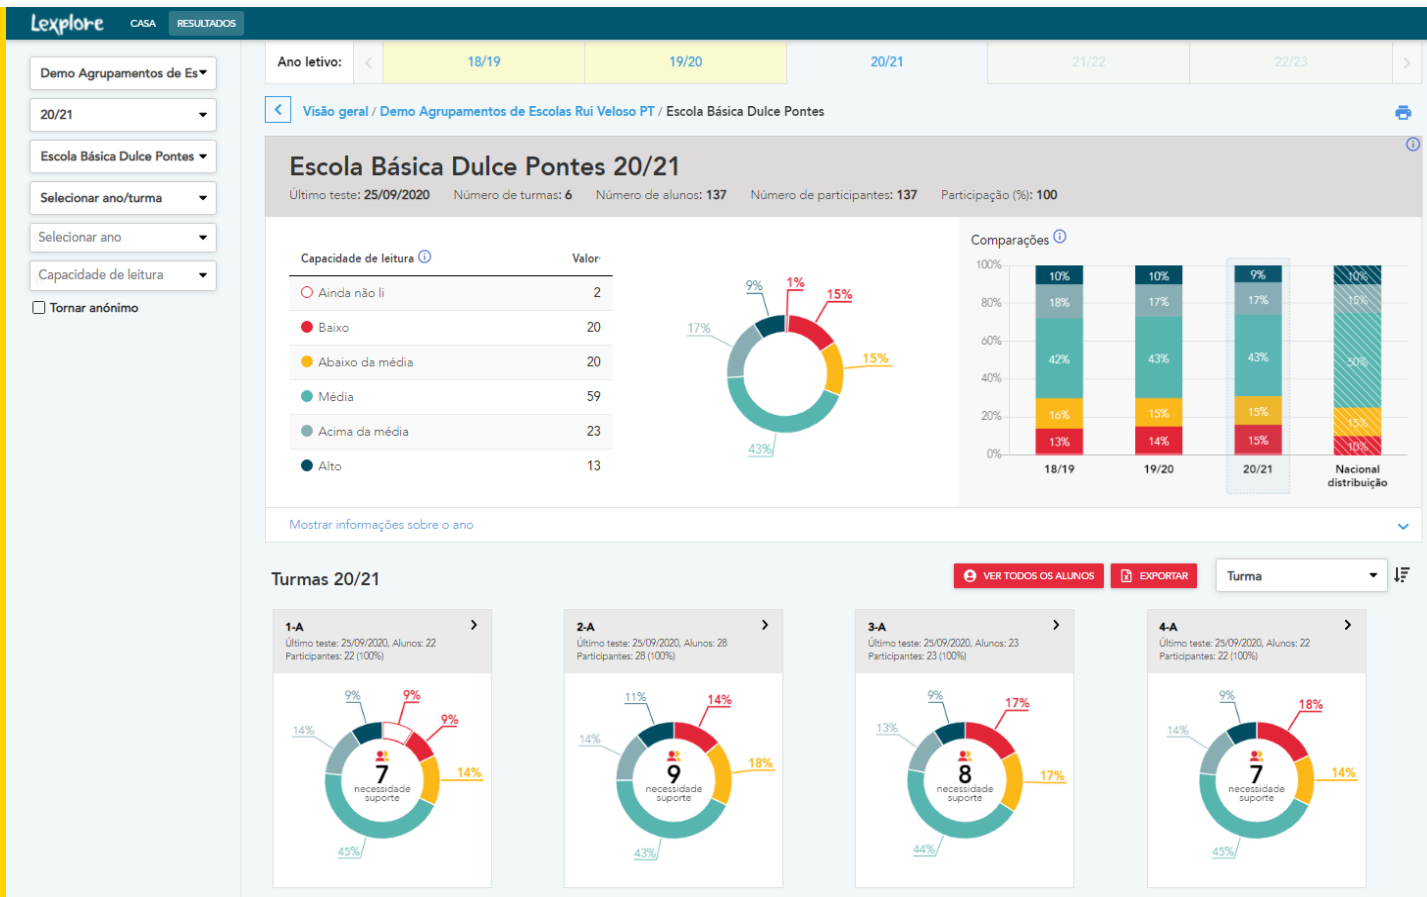 Lexplore CASA RESULTADOS
Demo Agrupamentos de Es
20/21
Escola Básica Dulce Pontes
Selecionar ano/turma
Selecionar ano
Capacidade de leitura
Tornar anónimo
Ano letivo: 18/19 19/20 20/21 21/22 22/23
Visão geral / Demo Agrupamentos de Escolas Rui Veloso PT / Escola Básica Dulce Pontes
Escola Básica Dulce Pontes 20/21
Último teste: 25/09/2020 Número de turmas: 6 Número de alunos: 137 Número de participantes: 137 Participação (%): 100
Capacidade de leitura Valor
Ainda não li 2
Baixo 20
Abaixo da média 20
Média 59
Acima da média 23
Alto 13
9% 1% 15%
17%
15%
43%
Comparações
100%
80%
60%
40%
20%
0%
10% 10% 9% 10%
18% 17% 17% 15%
42% 43% 43% 50%
16% 15% 15% 15%
13% 14% 15% 10%
18/19 19/20 20/21 Nacional
distribuição
Mostrar informações sobre o ano
Turmas 20/21
VER TODOS OS ALUNOS EXPORTAR Turma
1-A
Último teste: 25/09/2020, Alunos: 22
Participantes: 22 (100%)
9% 9%
9%
14%
14%
7
necessidade
suporte
45%
2-A
Último teste: 25/09/2020, Alunos: 28
Participantes: 28 (100%)
11% 14%
14%
18%
9
necessidade
suporte
43%
3-A
Último teste: 25/09/2020, Alunos: 23
Participantes: 23 (100%)
9% 17%
13%
17%
8
necessidade
suporte
44%
4-A
Último teste: 25/09/2020, Alunos: 22
Participantes: 22 (100%)
9% 18%
14%
14%
7
necessidade
suporte
45%